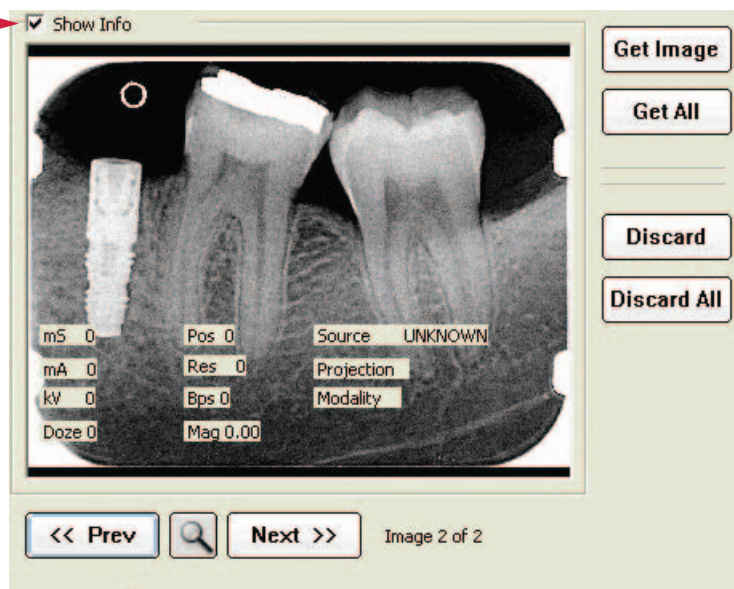 Show Info
Get Image
Get All
Discard
Discard All
mS 0 Pos 0 Source UNKNOWN
mA 0 Res 0 Projection
kV 0 Bps 0 Modality
Doze 0 Mag 0.00
<< Prev Next >> Image 2 of 2